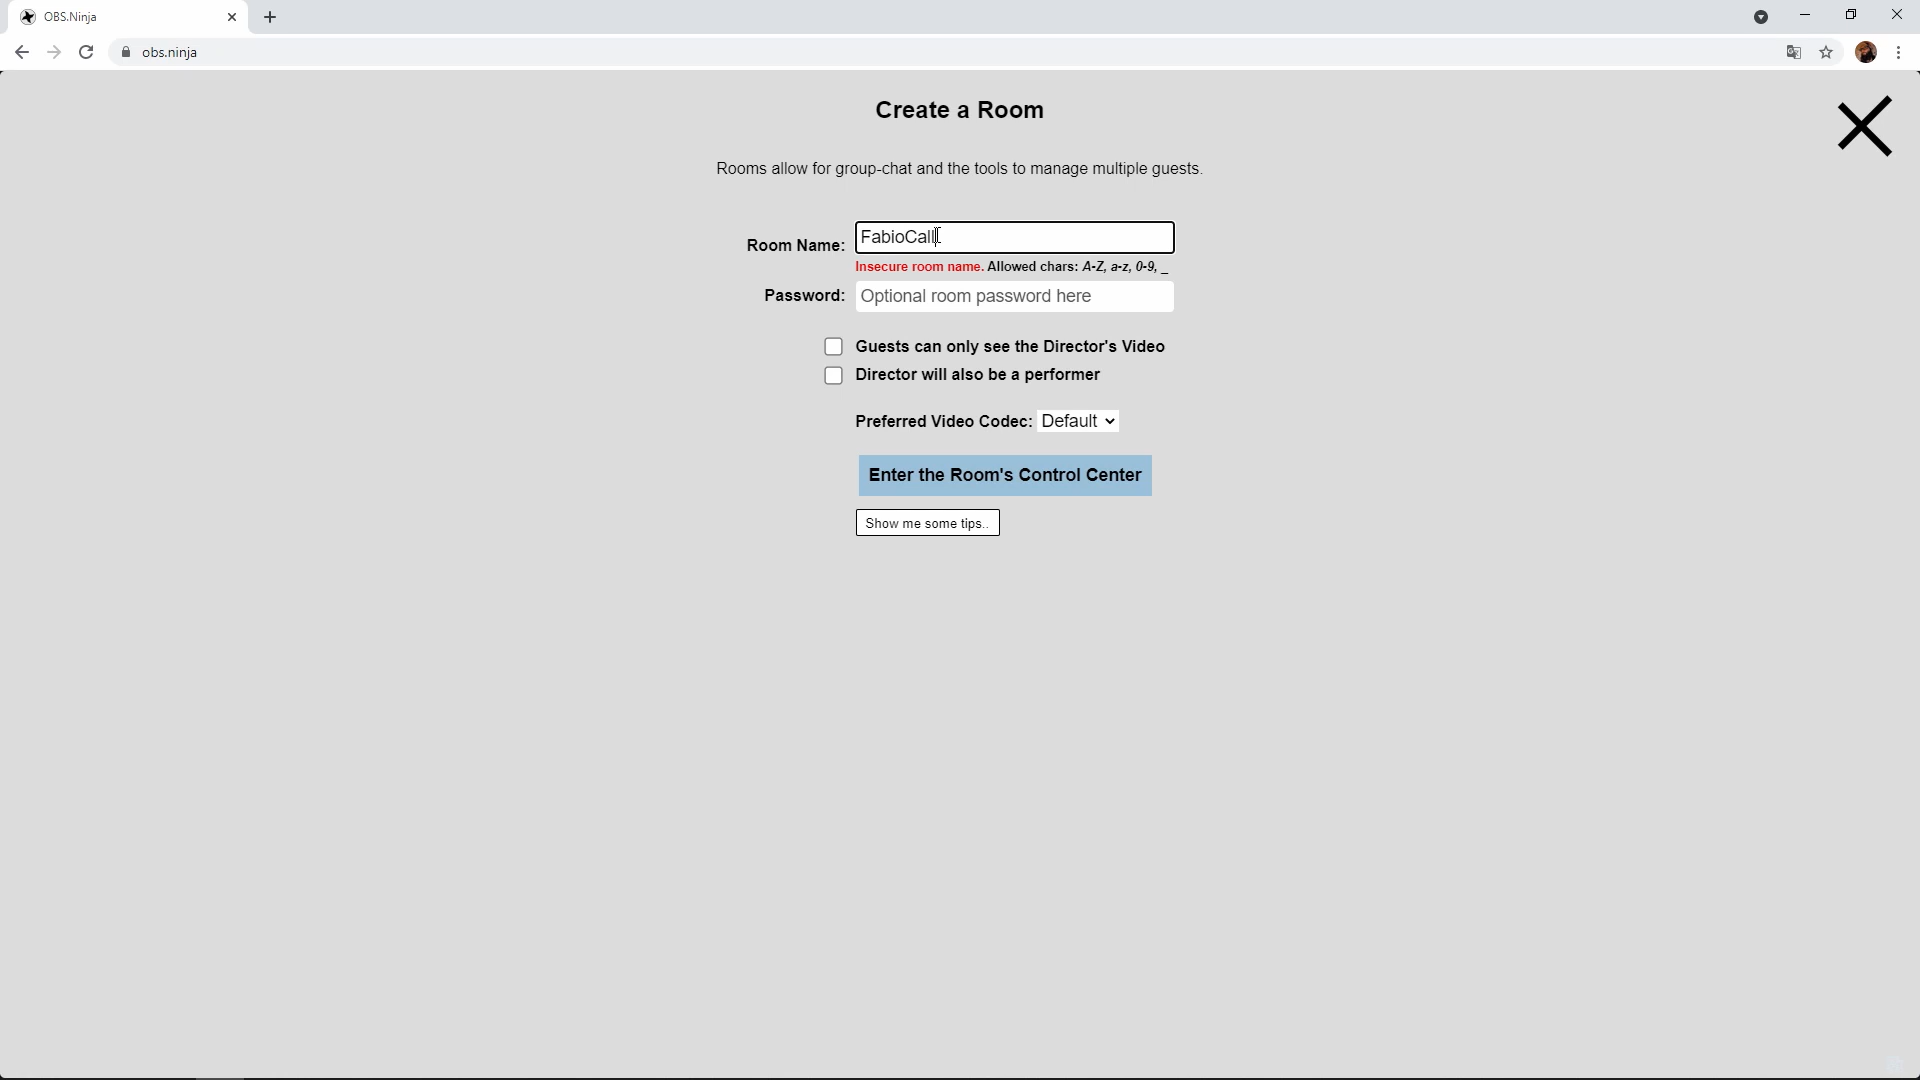 OBS.Ninja
obs.ninja
Create a Room
Rooms allow for group-chat and the tools to manage multiple guests.
Room Name: FabioCall
Insecure room name. Allowed chars: A-Z, a-z, 0-9, _
Password: Optional room password here
Guests can only see the Director's Video
Director will also be a performer
Preferred Video Codec: Default
Enter the Room's Control Center
Show me some tips..